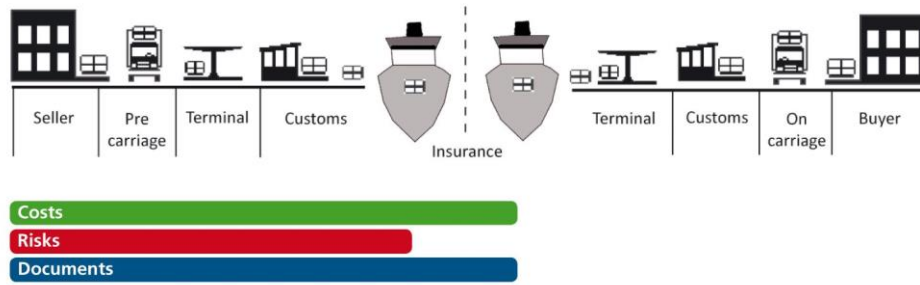 Seller
Pre
carriage
Terminal
Customs
Insurance
Terminal
Customs
On
carriage
Buyer
Costs
Risks
Documents